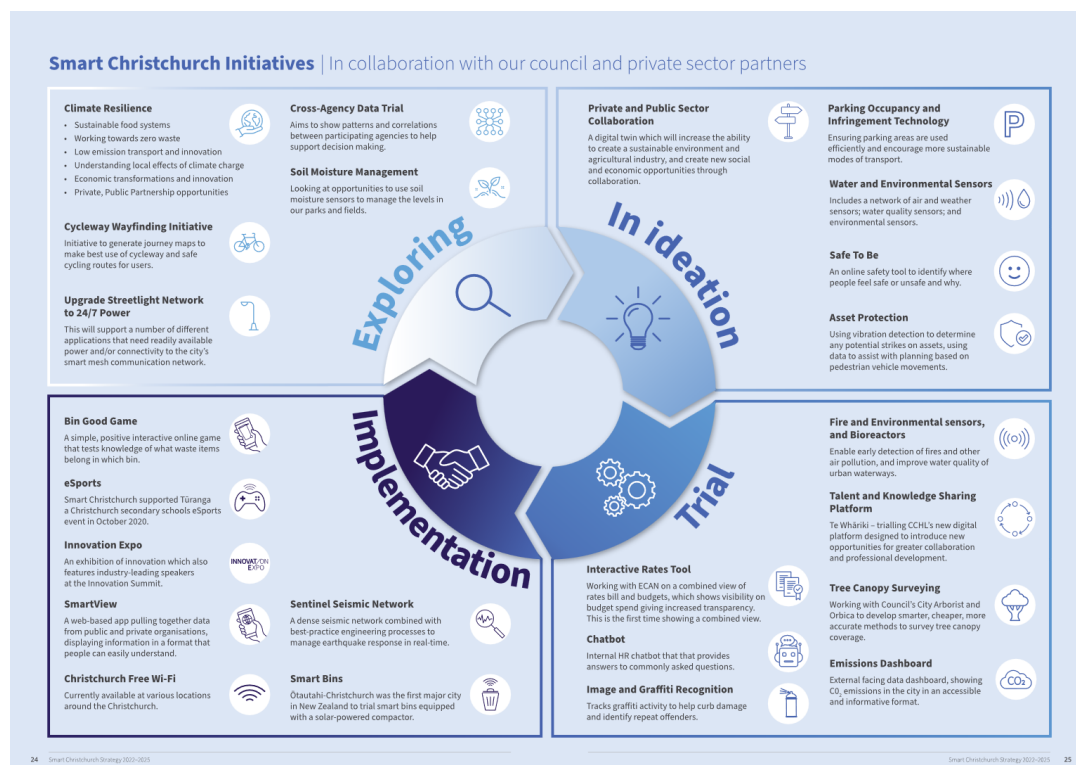 Smart Christchurch Initiatives | In collaboration with our council and private sector partners
Climate Resilience
• Sustainable food systems
• Working towards zero waste
• Low emission transport and innovation
• Understanding local effects of climate charge
• Economic transformations and innovation
• Private, Public Partnership opportunities
Cycleway Wayfinding Initiative
Initiative to generate journey maps to
make best use of cycleway and safe
cycling routes for users.
Upgrade Streetlight Network
to 24/7 Power
This will support a number of different
applications that need readily available
power and/or connectivity to the city's
smart mesh communication network.
Cross-Agency Data Trial
Aims to show patterns and correlations
between participating agencies to help
support decision making.
Soil Moisture Management
Looking at opportunities to use soil
moisture sensors to manage the levels in
our parks and fields.
Exploring
Private and Public Sector
Collaboration
A digital twin which will increase the ability
to create a sustainable environment and
agricultural industry, and create new social
and economic opportunities through
collaboration.
In ideation
Parking Occupancy and
Infringement Technology
Ensuring parking areas are used
efficiently and encourage more sustainable
modes of transport.
P
Water and Environmental Sensors
Includes a network of air and weather
sensors; water quality sensors; and
environmental sensors.
Safe To Be
An online safety tool to identify where
people feel safe or unsafe and why.
Asset Protection
Using vibration detection to determine
any potential strikes on assets, using
data to assist with planning based on
pedestrian vehicle movements.
Bin Good Game
A simple, positive interactive online game
that tests knowledge of what waste items
belong in which bin.
eSports
Smart Christchurch supported Tūranga
a Christchurch secondary schools eSports
event in October 2020.
Innovation Expo
An exhibition of innovation which also
features industry-leading speakers
at the Innovation Summit.
INNOVAT/ON
EXPO
SmartView
A web-based app pulling together data
from public and private organisations,
displaying information in a format that
people can easily understand.
Christchurch Free Wi-Fi
Currently available at various locations
around the Christchurch.
Implementation
Sentinel Seismic Network
A dense seismic network combined with
best-practice engineering processes to
manage earthquake response in real-time.
Smart Bins
Ōtautahi-Christchurch was the first major city
in New Zealand to trial smart bins equipped
with a solar-powered compactor.
Trial
Interactive Rates Tool
Working with ECAN on a combined view of
rates bill and budgets, which shows visibility on
budget spend giving increased transparency.
This is the first time showing a combined view.
Chatbot
Internal HR chatbot that that provides
answers to commonly asked questions.
Image and Graffiti Recognition
Tracks graffiti activity to help curb damage
and identify repeat offenders.
Fire and Environmental sensors,
and Bioreactors
Enable early detection of fires and other
air pollution, and improve water quality of
urban waterways.
Talent and Knowledge Sharing
Platform
Te Whāriki – trialling CCHL's new digital
platform designed to introduce new
opportunities for greater collaboration
and professional development.
Tree Canopy Surveying
Working with Council's City Arborist and
Orbica to develop smarter, cheaper, more
accurate methods to survey tree canopy
coverage.
Emissions Dashboard
External facing data dashboard, showing
C0₂ emissions in the city in an accessible
and informative format.
CO₂
24 Smart Christchurch Strategy 2022–2025
Smart Christchurch Strategy 2022–2025 25